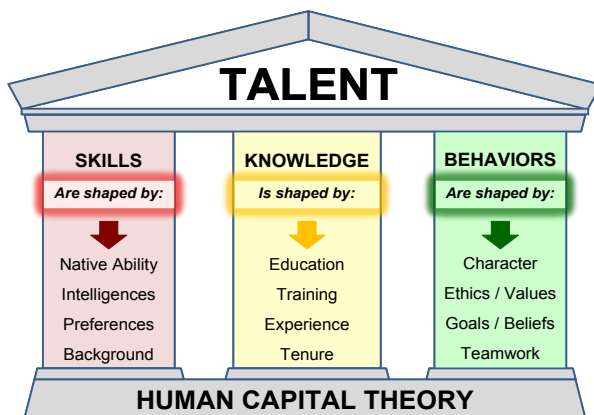 TALENT
SKILLS
Are shaped by:
Native Ability
Intelligences
Preferences
Background
KNOWLEDGE
Is shaped by:
Education
Training
Experience
Tenure
BEHAVIORS
Are shaped by:
Character
Ethics / Values
Goals / Beliefs
Teamwork
HUMAN CAPITAL THEORY